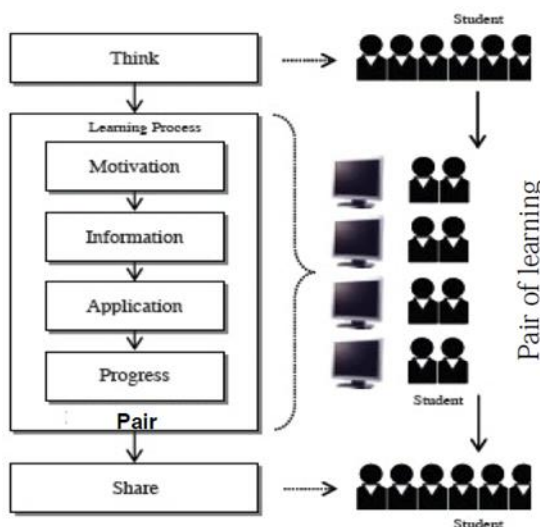 Student
Think
Learning Process
Motivation
Information
Application
Progress
Pair
Pair of learning
Student
Share
Student